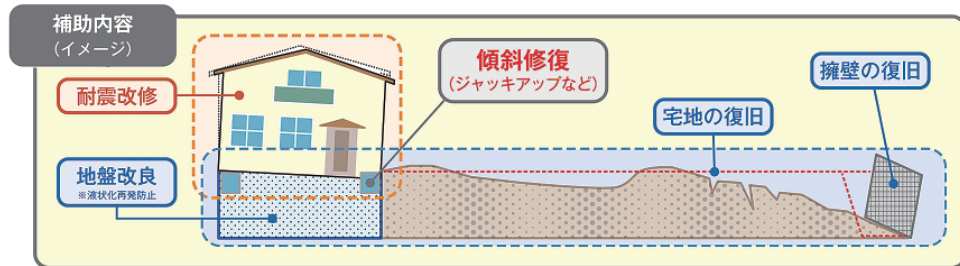 補助内容
（イメージ）
耐震改修
傾斜修復
（ジャッキアップなど）
擁壁の復旧
宅地の復旧
地盤改良
※液状化再発防止